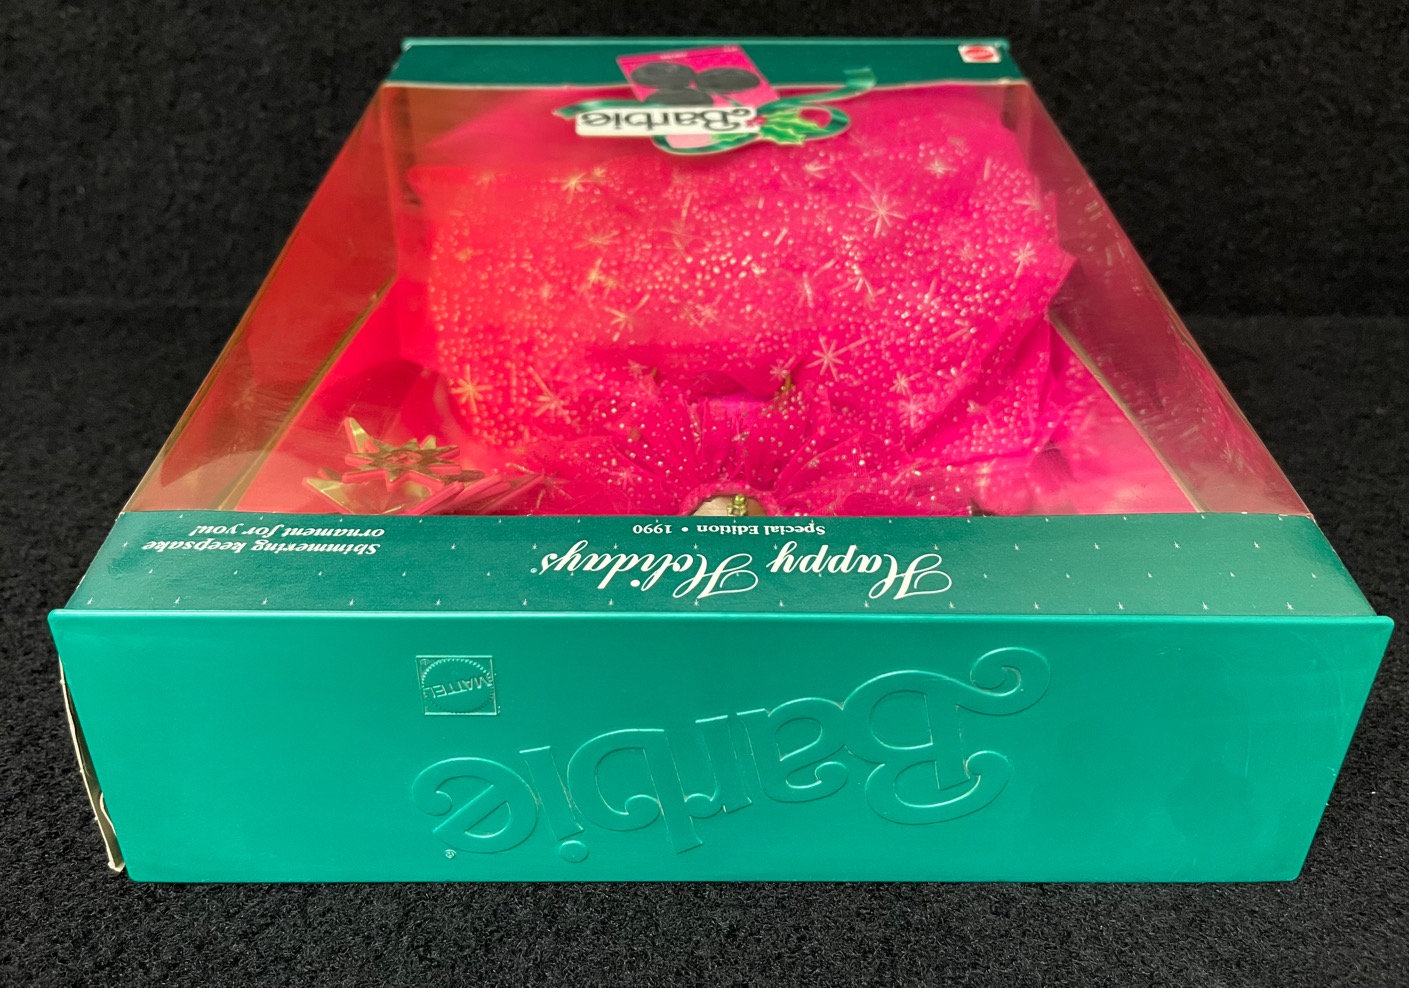 Barbie
Happy Holidays®
Special Edition • 1990
Shimmering keepsake
ornament for you!
Barbie®
MATTEL